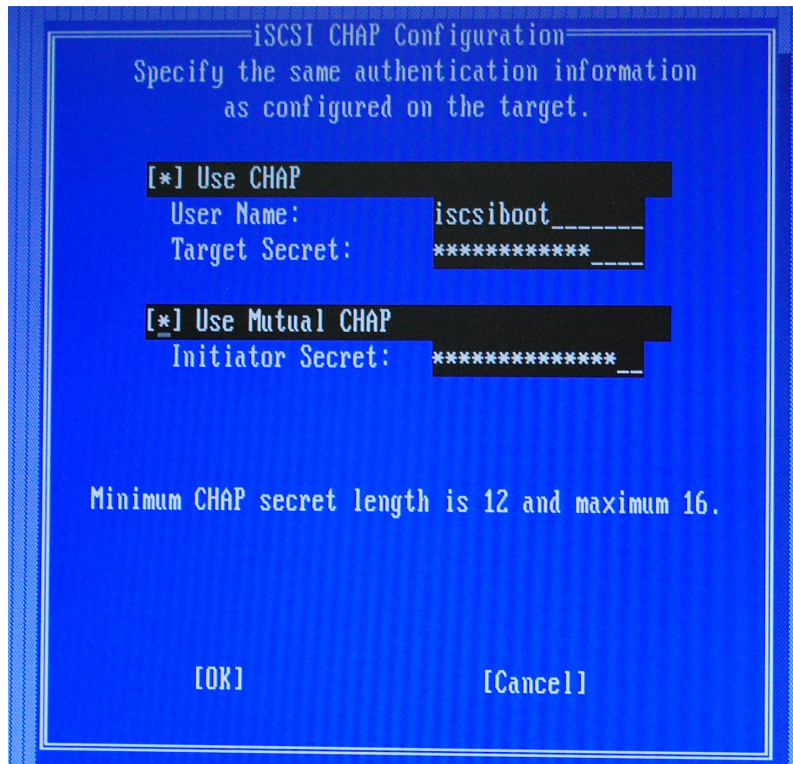 iSCSI CHAP Configuration
Specify the same authentication information
as configured on the target.
[*] Use CHAP
User Name: iscsiboot_______
Target Secret: ************____
[*] Use Mutual CHAP
Initiator Secret: **************__
Minimum CHAP secret length is 12 and maximum 16.
[OK] [Cancel]